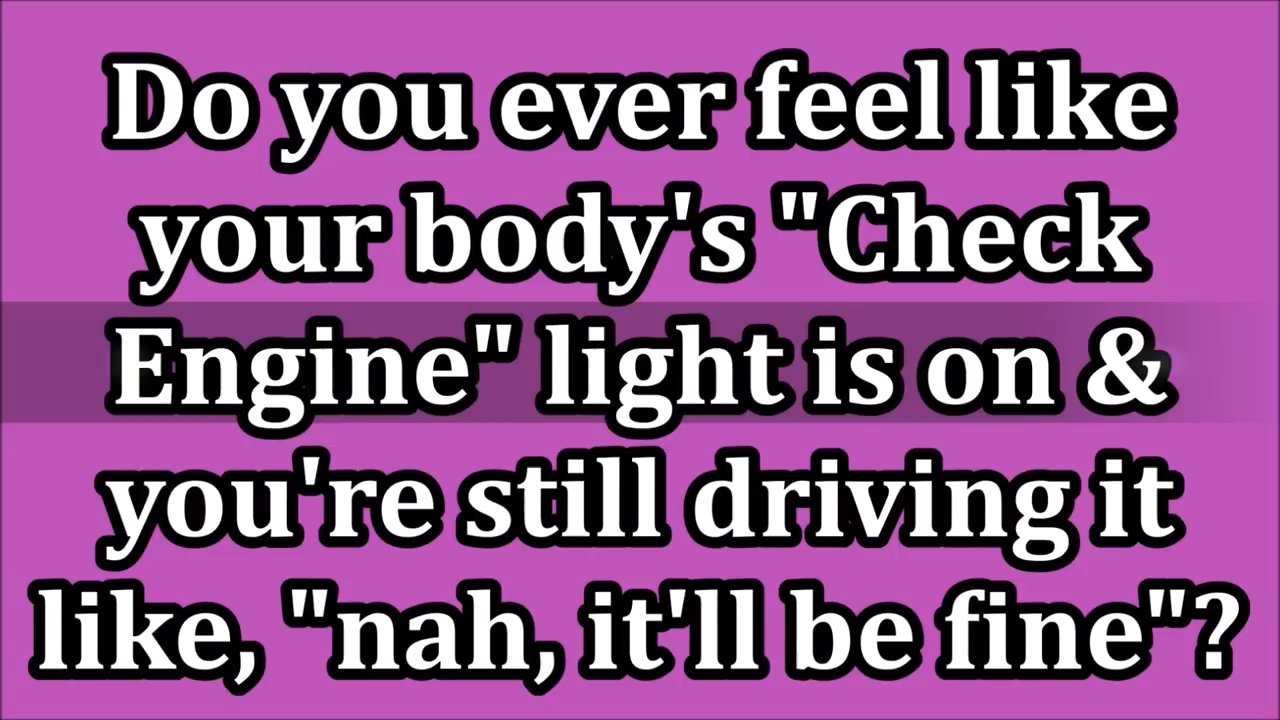 Do you ever feel like
your body's "Check
Engine" light is on &
you're still driving it
like, "nah, it'll be fine"?